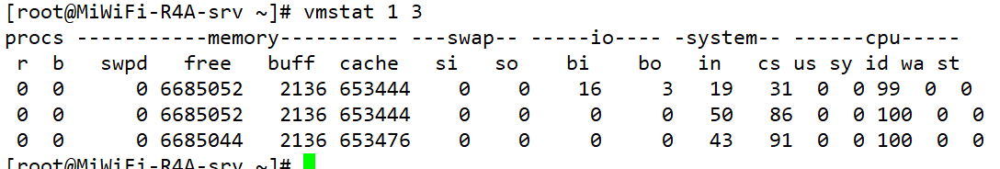 [root@MiWiFi-R4A-srv ~]# vmstat 1 3
procs -----------memory---------- ---swap-- -----io---- -system-- ------cpu-----
 r  b   swpd   free   buff  cache   si   so    bi    bo   in   cs us sy id wa st
 0  0      0 6685052   2136 653444    0    0    16     3   19   31  0  0 99  0  0
 0  0      0 6685052   2136 653444    0    0     0     0   50   86  0  0 100  0  0
 0  0      0 6685044   2136 653476    0    0     0     0   43   91  0  0 100  0  0
[root@MiWiFi-R4A-srv ~]#